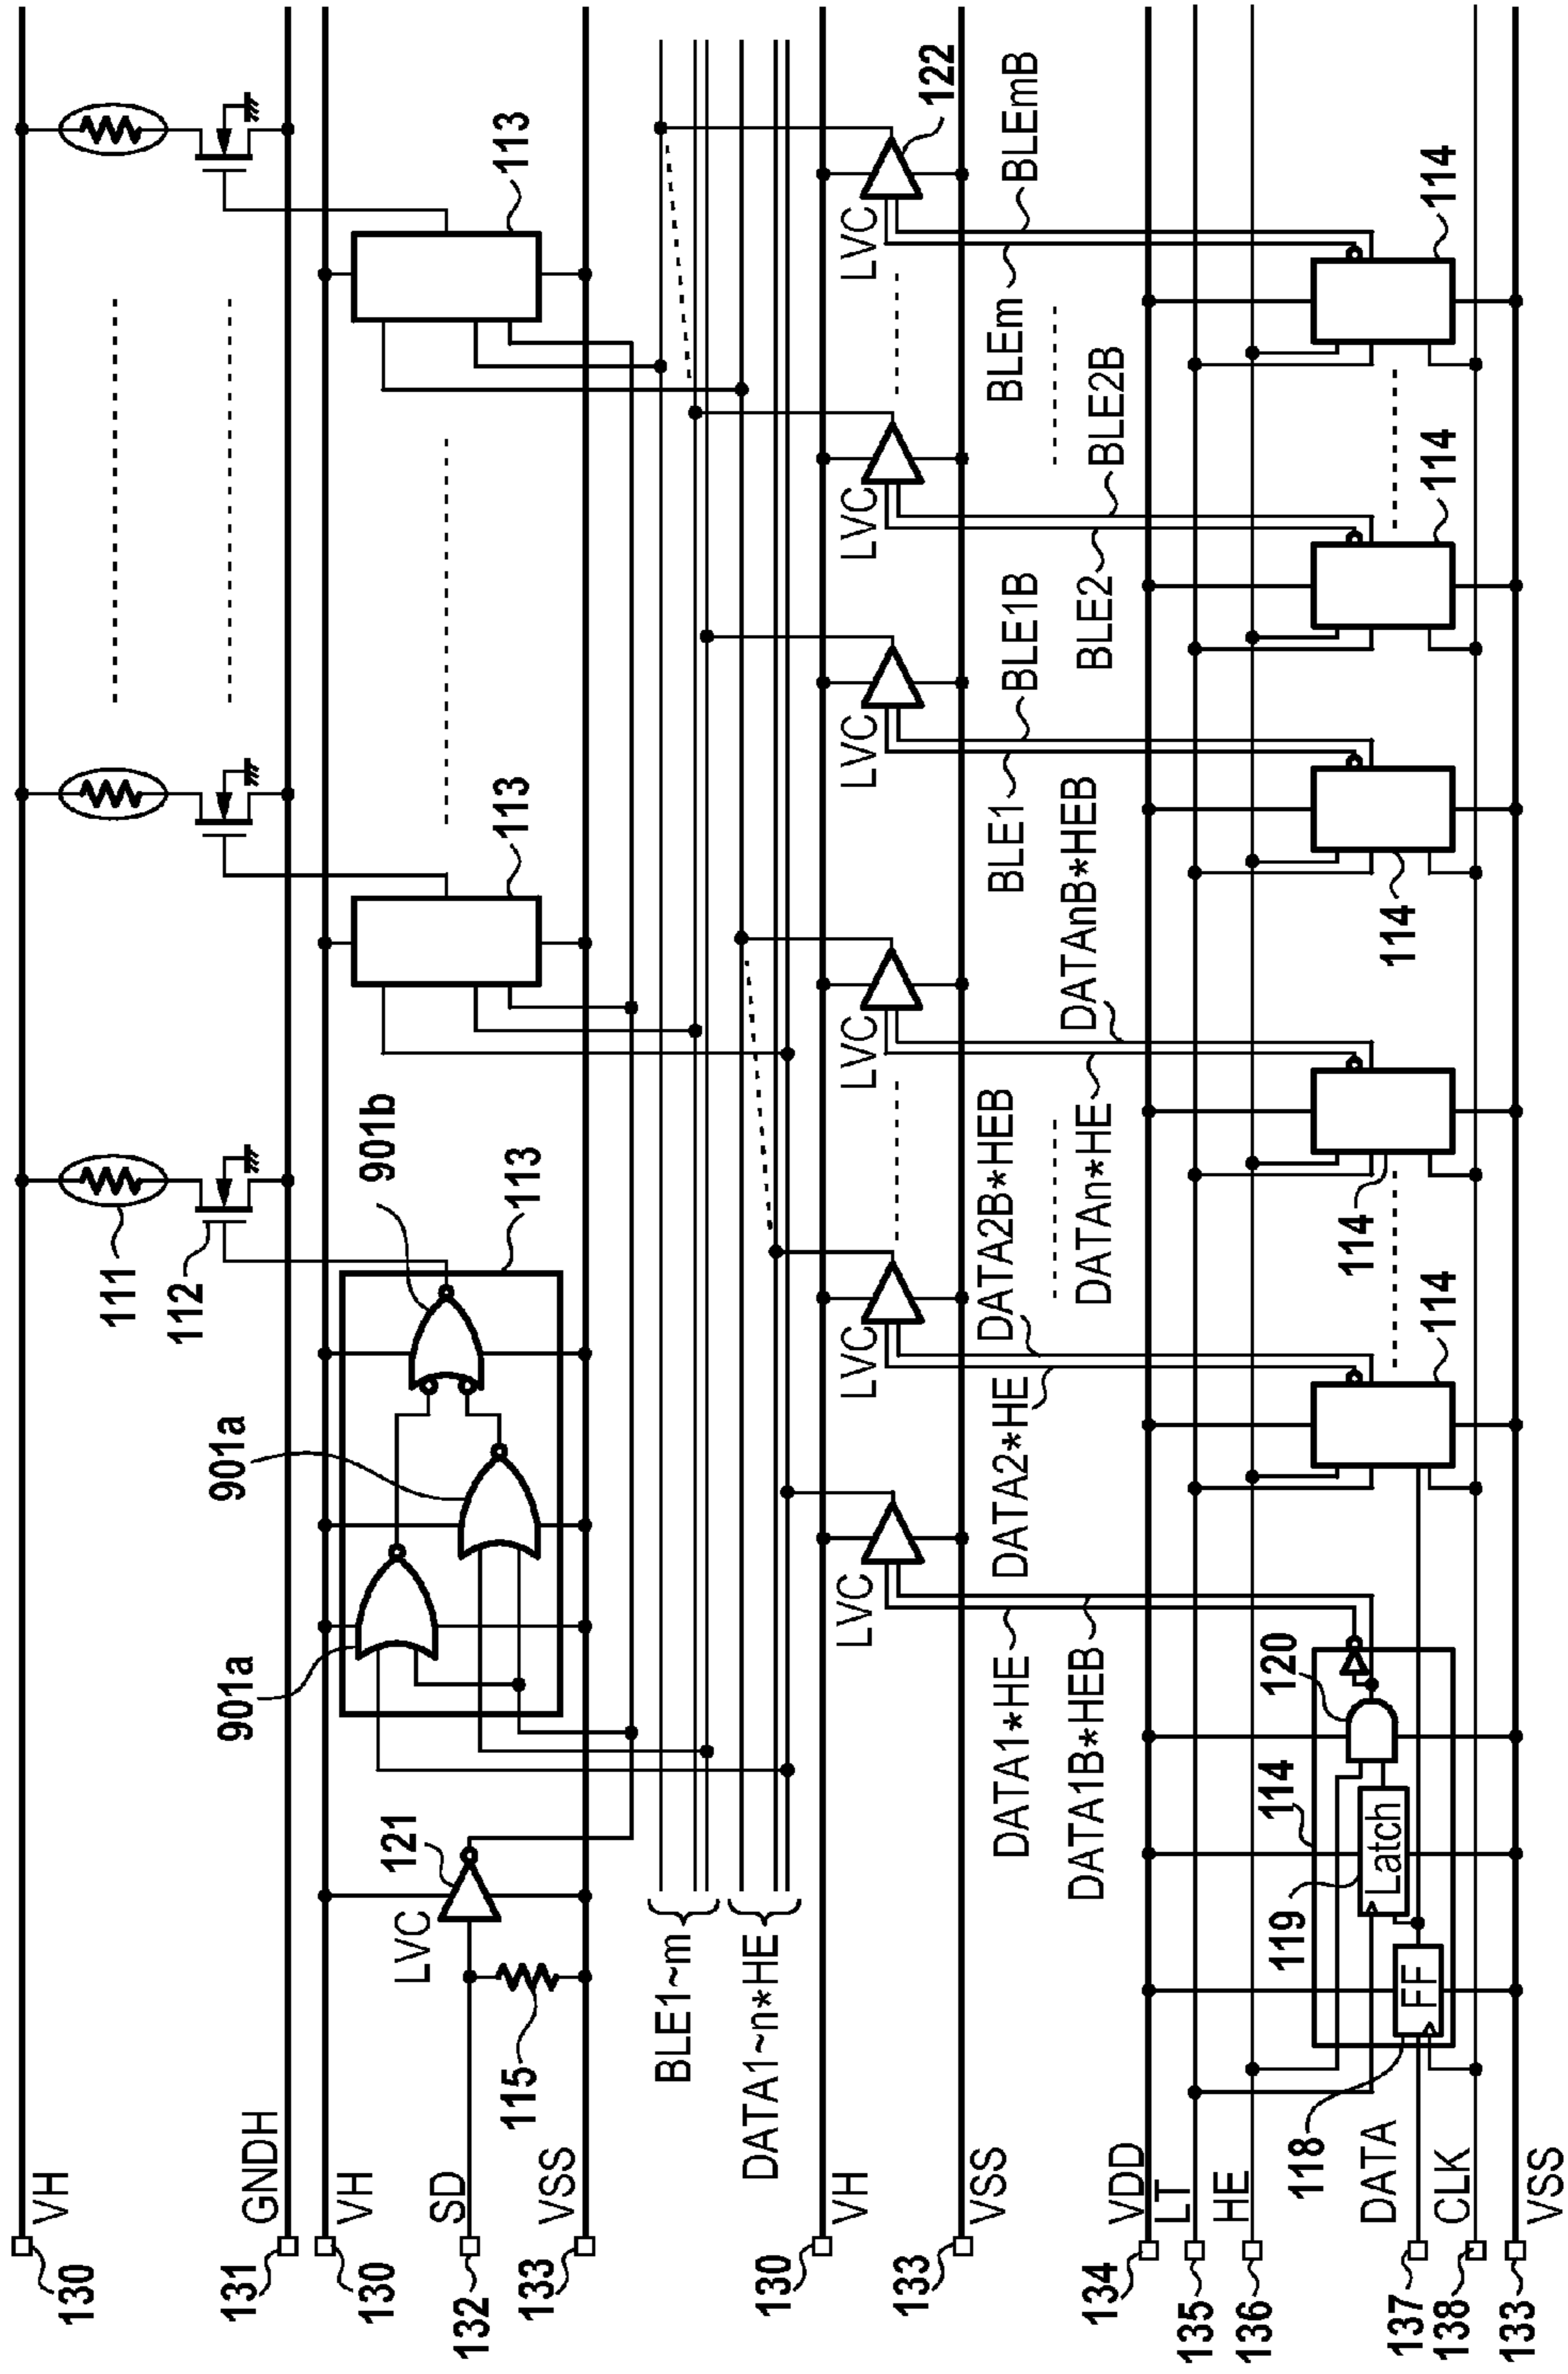 VH
130
111
112
GNDH
131
VH
130
901a
901a
901b
113
113
113
LVC
121
SD
132
115
VSS
133
BLE1~m
DATA1~n*HE
VH
130
LVC
LVC
LVC
LVC
LVC
LVC
122
VSS
133
DATA1*HE
DATA1B*HEB
DATA2*HE
DATA2B*HEB
DATAn*HE
DATAnB*HEB
BLE1
BLE1B
BLE2
BLE2B
BLEm
BLEmB
VDD
134
LT
135
HE
136
118
FF
119
Latch
114
120
114
114
114
114
114
DATA
137
CLK
138
VSS
133